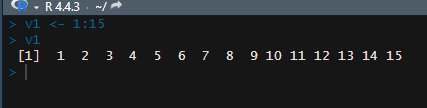 R 4.4.3 · ~/
> v1 <- 1:15
> v1
[1]  1  2  3  4  5  6  7  8  9 10 11 12 13 14 15
>